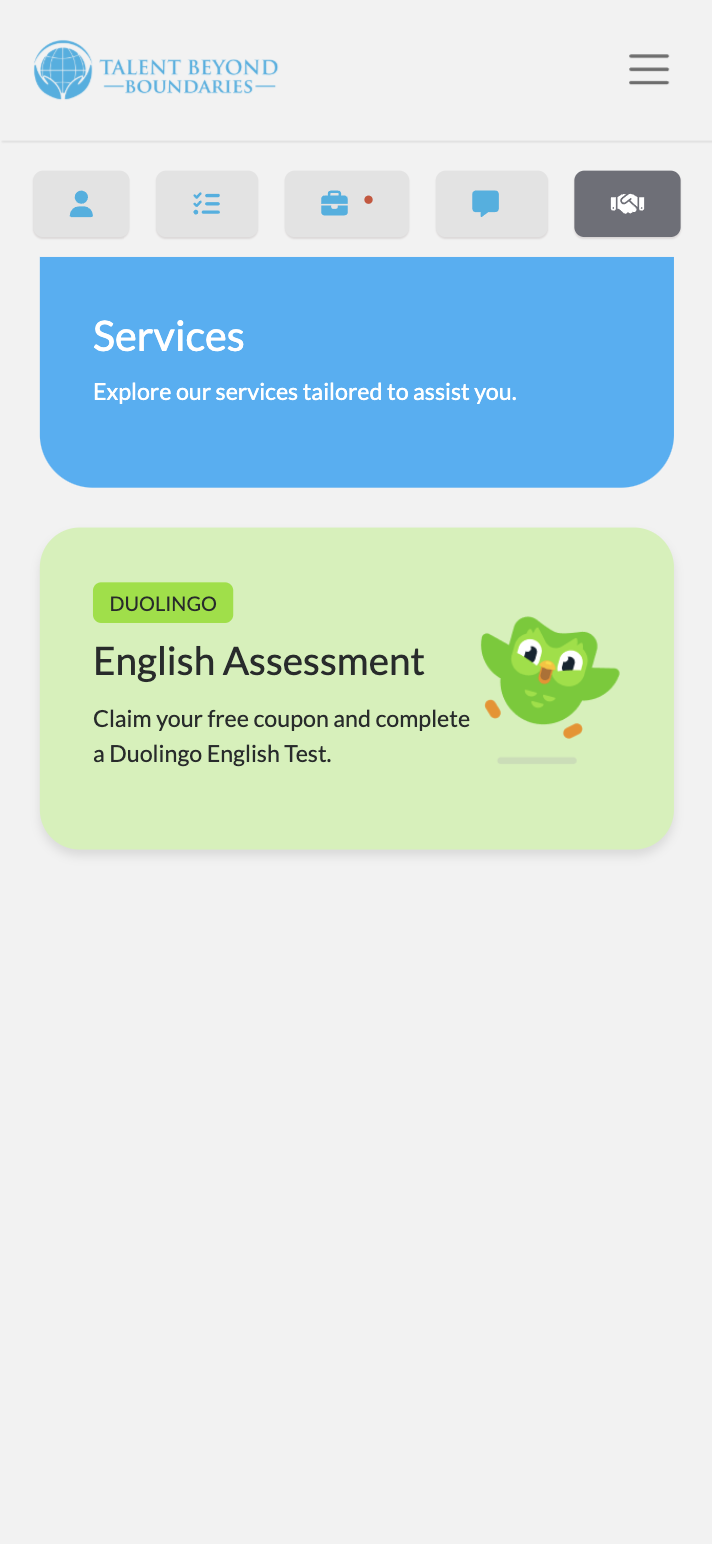 TALENT BEYOND
BOUNDARIES
Services
Explore our services tailored to assist you.
DUOLINGO
English Assessment
Claim your free coupon and complete
a Duolingo English Test.